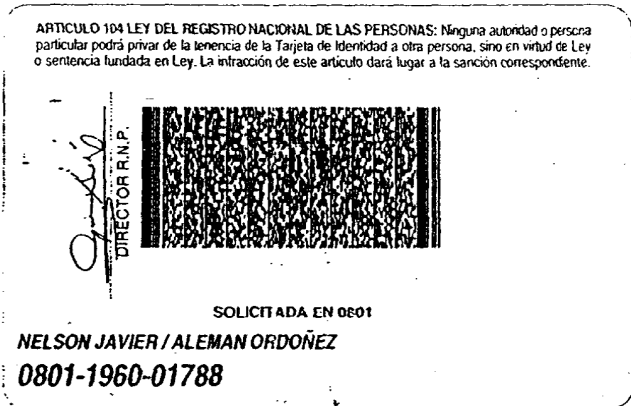 ARTICULO 104 LEY DEL REGISTRO NACIONAL DE LAS PERSONAS: Ninguna autoridad o persona
particular podrá privar de la tenencia de la Tarjeta de Identidad a otra persona, sino en virtud de Ley
o sentencia fundada en Ley. La infracción de este articulo dará lugar a la sanción correspondiente.
DIRECTOR R.N.P.
SOLICITADA EN 0801
NELSON JAVIER / ALEMAN ORDOÑEZ
0801-1960-01788